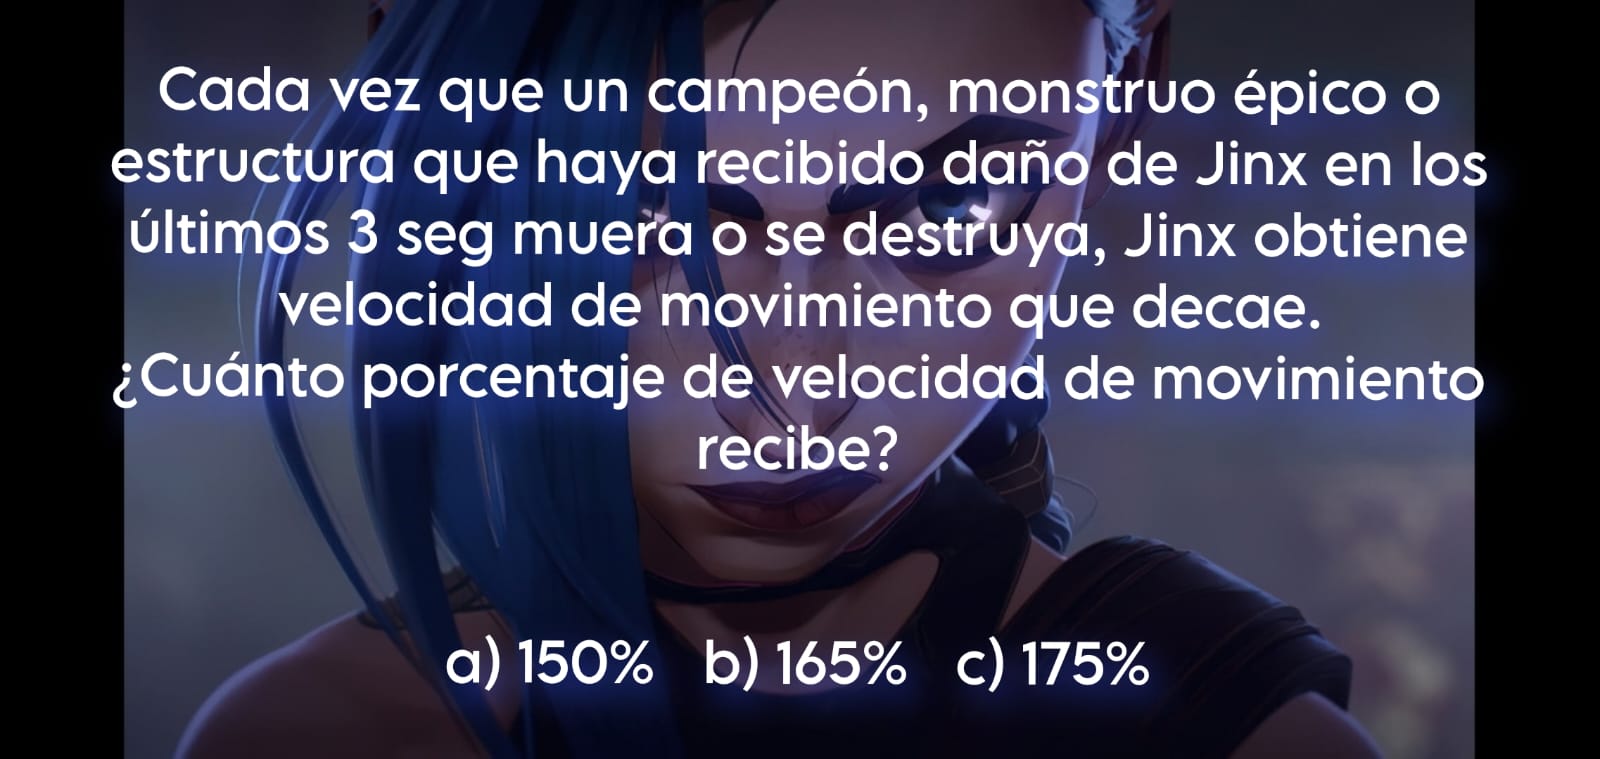 Cada vez que un campeón, monstruo épico o
estructura que haya recibido daño de Jinx en los
últimos 3 seg muera o se destruya, Jinx obtiene
velocidad de movimiento que decae.
¿Cuánto porcentaje de velocidad de movimiento
recibe?
a) 150% b) 165% c) 175%